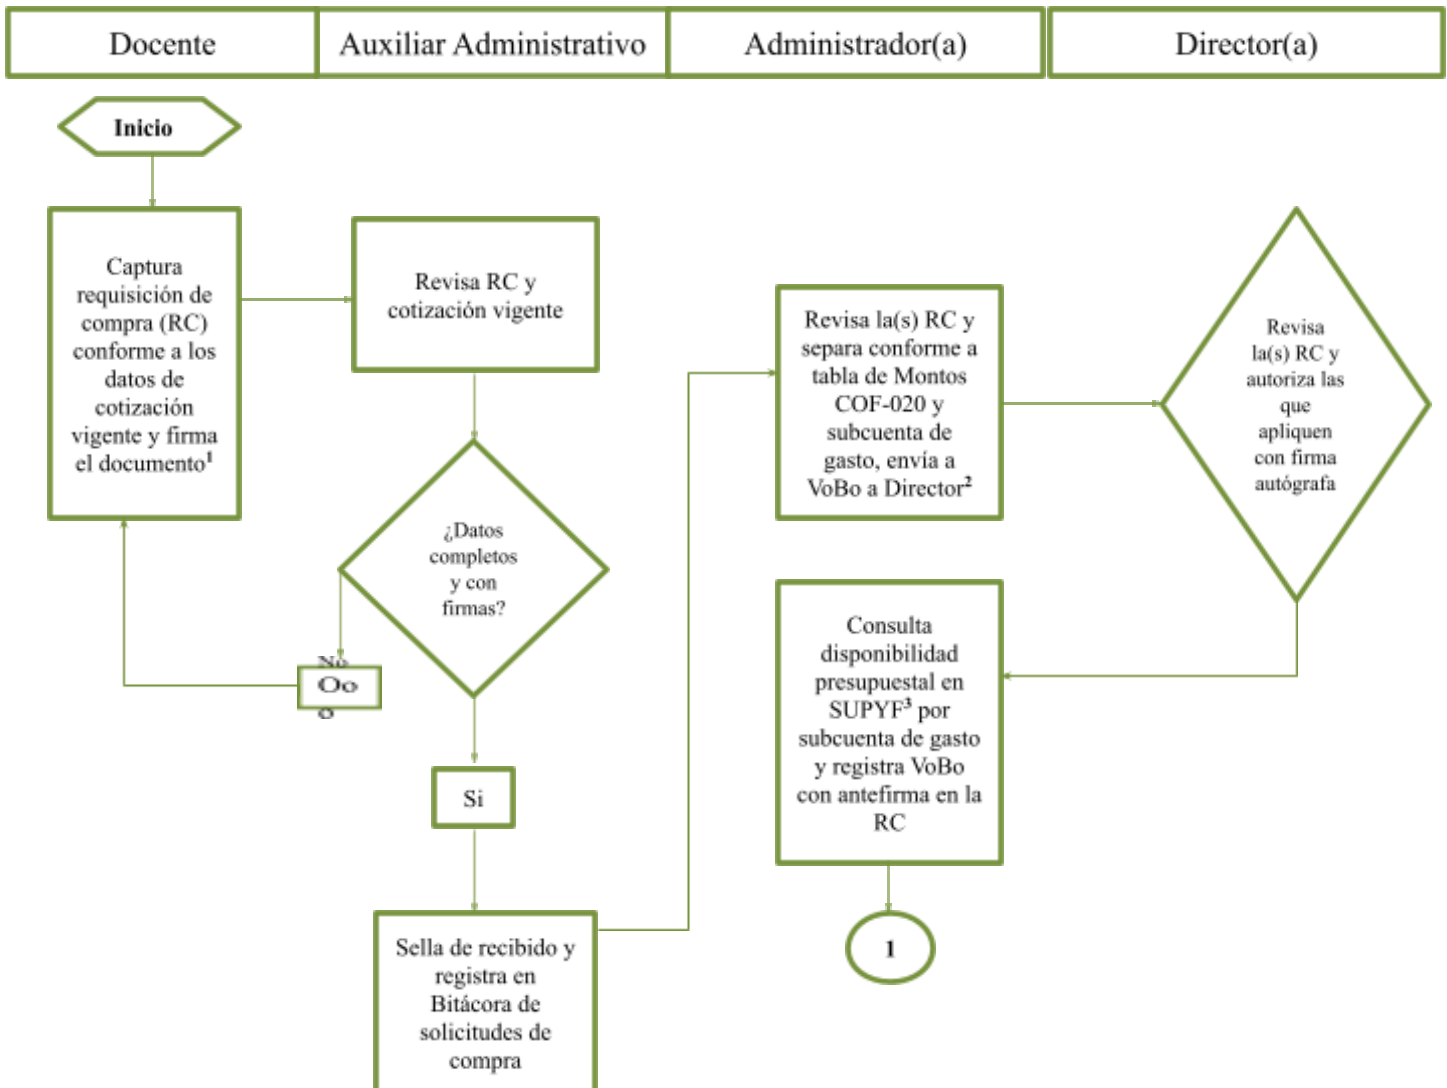 Docente
Auxiliar Administrativo
Administrador(a)
Director(a)
Inicio
Captura
requisición de
compra (RC)
conforme a los
datos de
cotización
vigente y firma
el documento¹
Revisa RC y
cotización vigente
¿Datos
completos
y con
firmas?
No
Si
Sella de recibido y
registra en
Bitácora de
solicitudes de
compra
Revisa la(s) RC y
separa conforme a
tabla de Montos
COF-020 y
subcuenta de
gasto, envía a
VoBo a Director²
Revisa
la(s) RC y
autoriza las
que
apliquen
con firma
autógrafa
Consulta
disponibilidad
presupuestal en
SUPYF³ por
subcuenta de gasto
y registra VoBo
con antefirma en la
RC
1